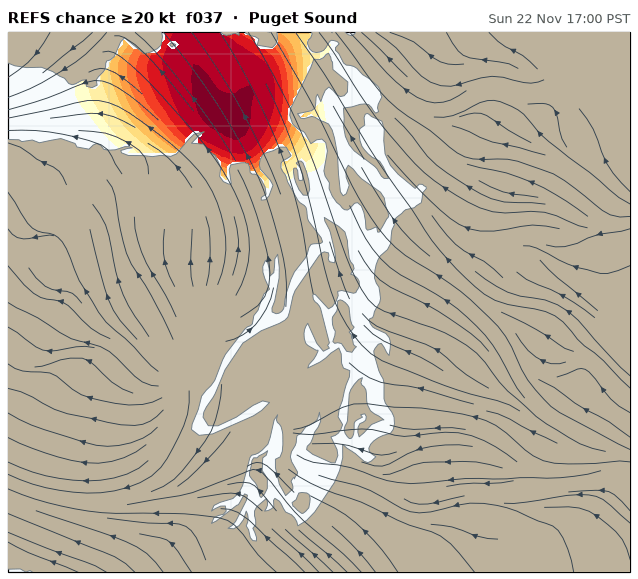 REFS chance ≥20 kt f037 · Puget Sound
Sun 22 Nov 17:00 PST